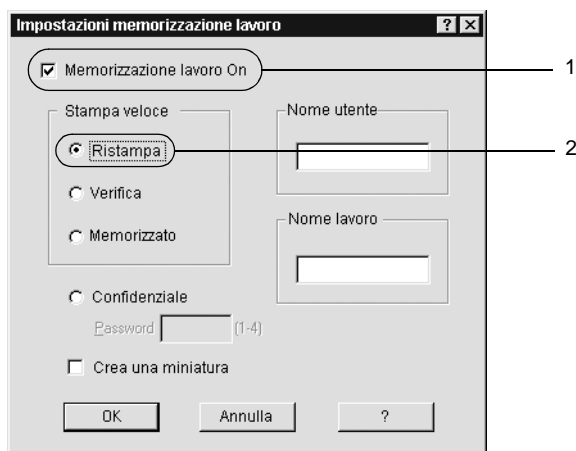 Impostazioni memorizzazione lavoro ? ×
Memorizzazione lavoro On 1
Stampa veloce
Ristampa 2
Verifica
Memorizzato
Nome utente
Nome lavoro
Confidenziale
Password (1-4)
Crea una miniatura
OK Annulla ?